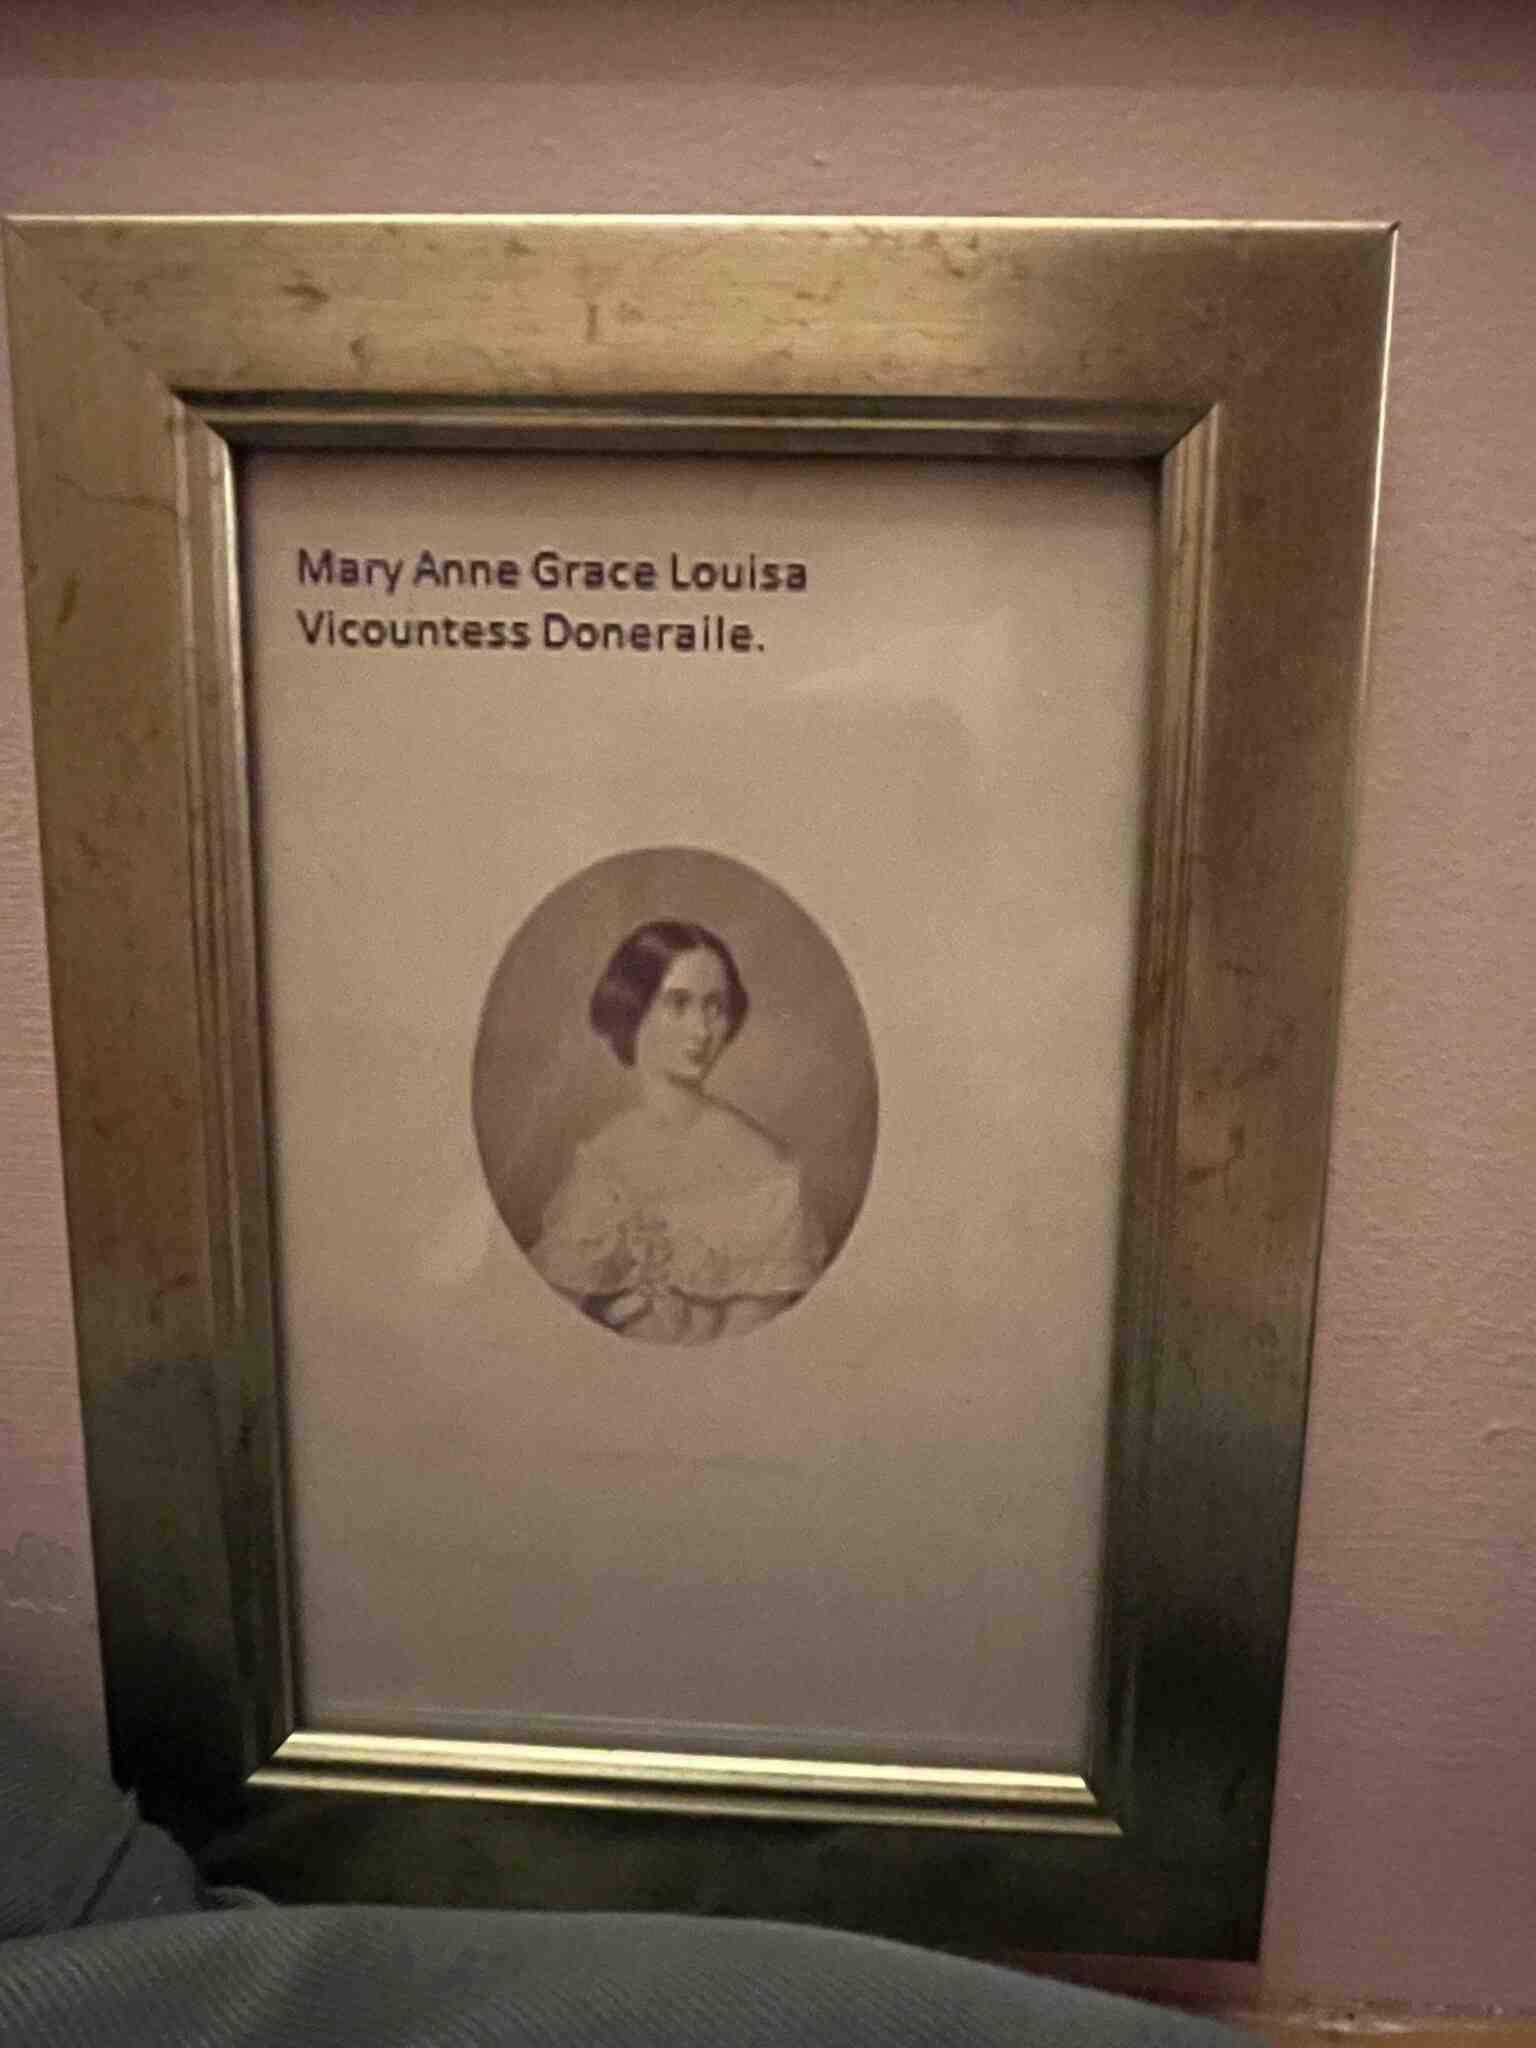 Mary Anne Grace Louisa
Vicountess Doneraile.